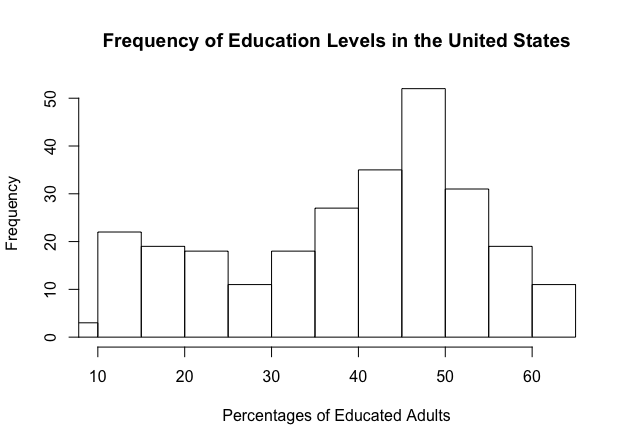 Frequency of Education Levels in the United States
50
40
30
20
10
0
Frequency
10 20 30 40 50 60
Percentages of Educated Adults